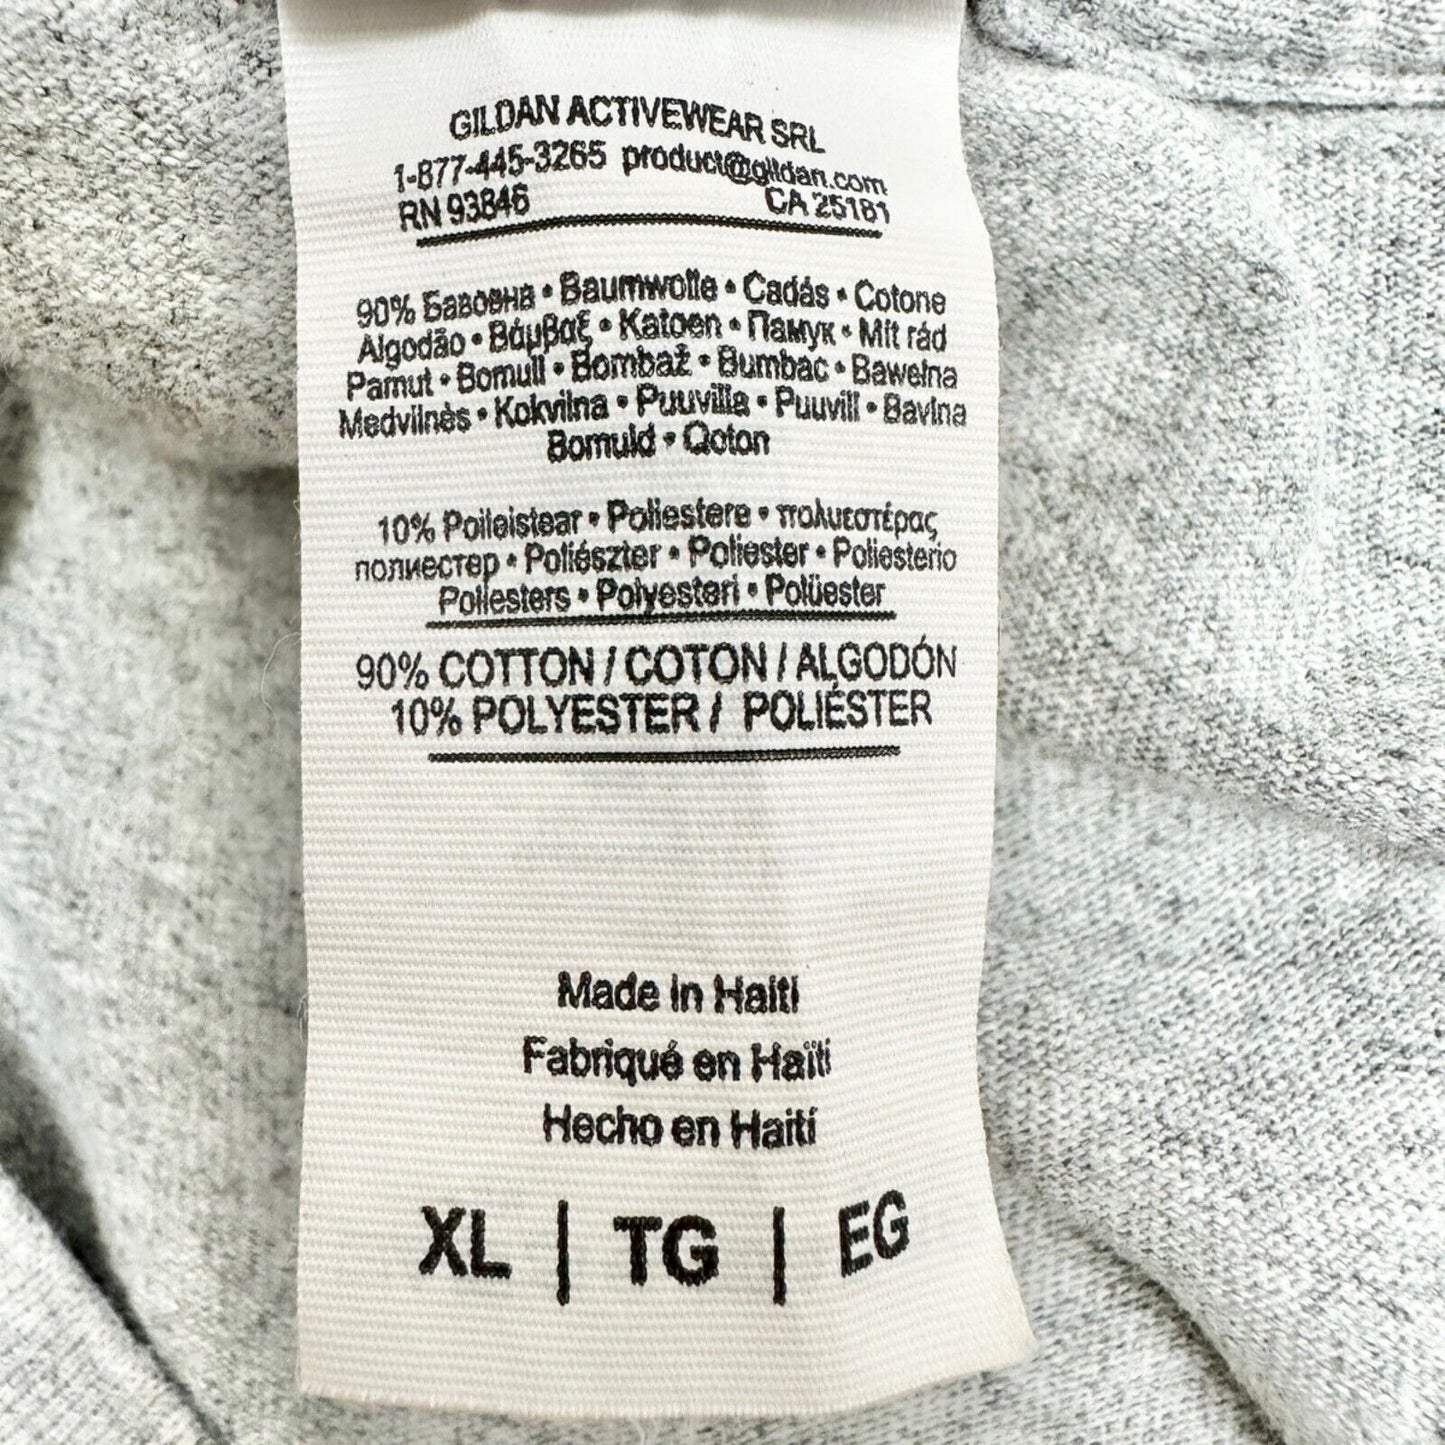 GILDAN ACTIVEWEAR SRL
1-877-445-3265 product@gildan.com
RN 93846 CA 25181
90% Бавовна • Baumwolle • Cadás • Cotone
Algodão • Βάμβαξ • Katoen • Памук • Mit rád
Pamut • Bomull • Bombaž • Bumbac • Bawełna
Medvilnès • Kokvilna • Puuvilla • Puuvill • Bavlna
Bomuld • Qoton
10% Poileistear • Poliestere • πολυεστέρας
полиестер • Poliészter • Poliester • Poliesterio
Poliesters • Polyesteri • Polüester
90% COTTON / COTON / ALGODÓN
10% POLYESTER / POLIÉSTER
Made in Haiti
Fabriqué en Haïti
Hecho en Haití
XL | TG | EG